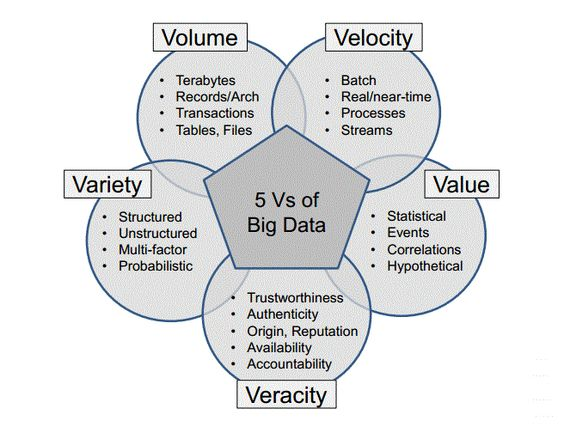 Volume
• Terabytes
• Records/Arch
• Transactions
• Tables, Files
Velocity
• Batch
• Real/near-time
• Processes
• Streams
Variety
• Structured
• Unstructured
• Multi-factor
• Probabilistic
5 Vs of
Big Data
Value
• Statistical
• Events
• Correlations
• Hypothetical
• Trustworthiness
• Authenticity
• Origin, Reputation
• Availability
• Accountability
Veracity